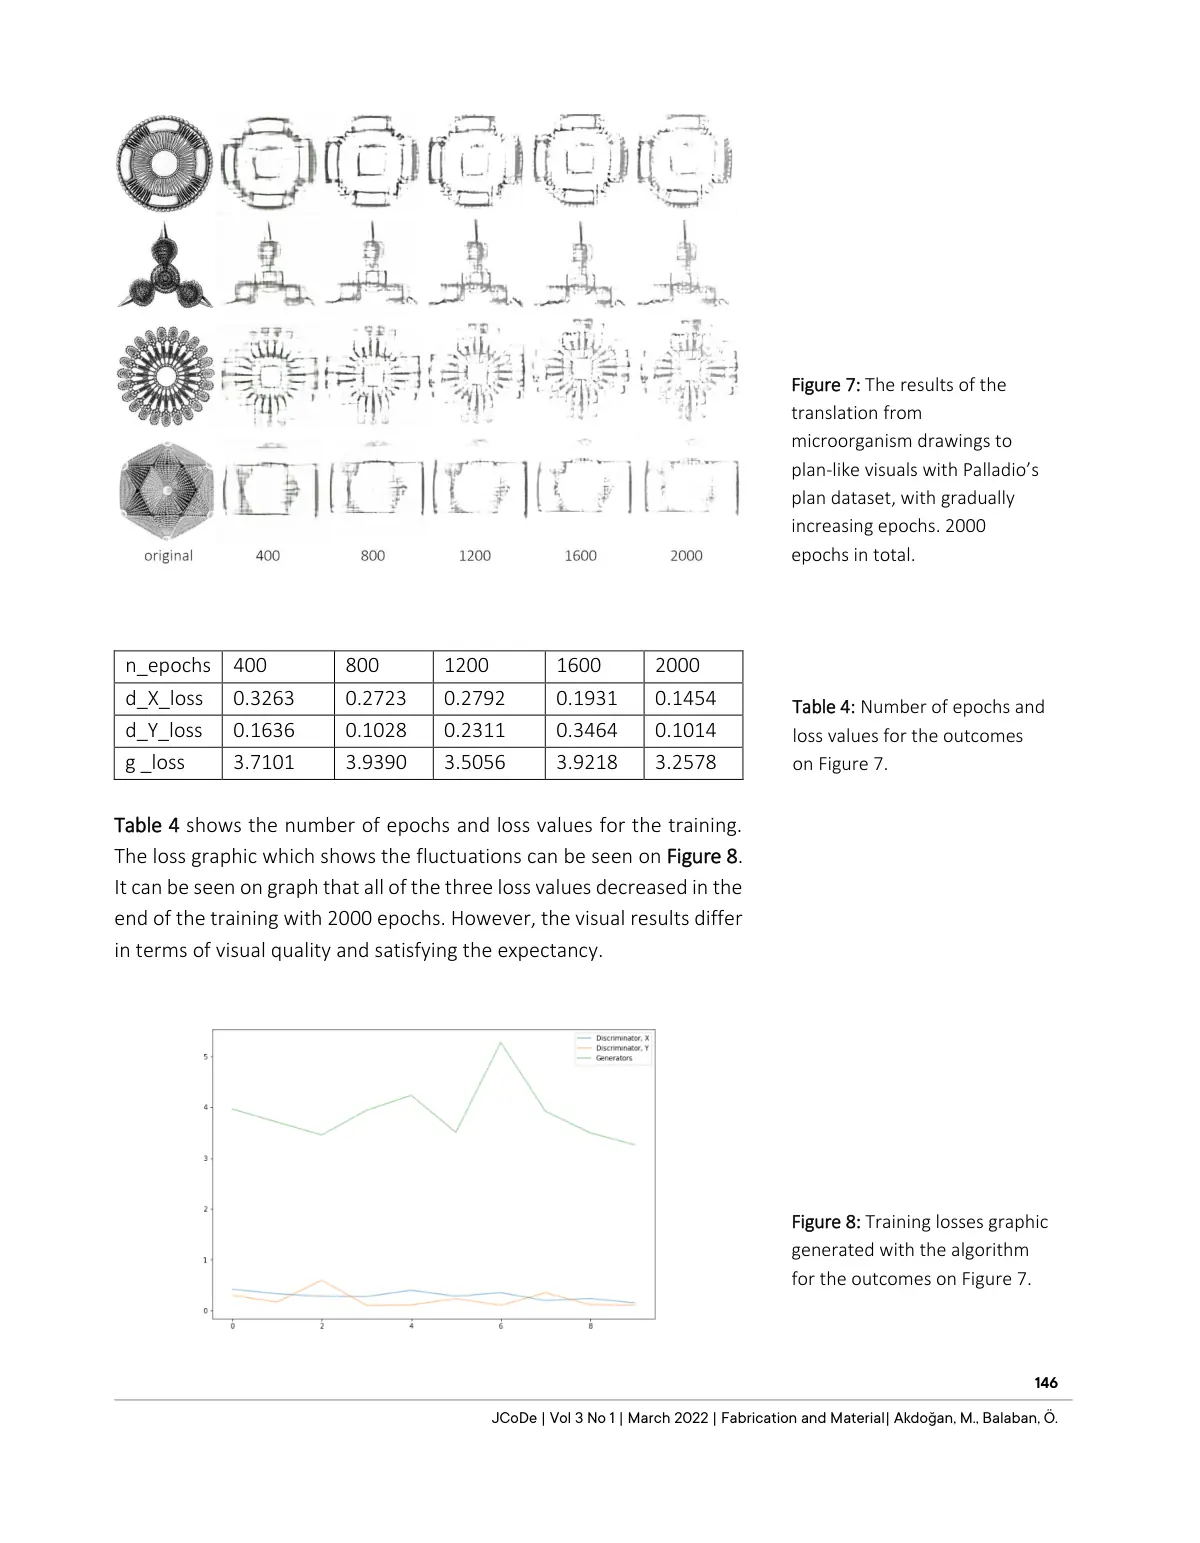 original 400 800 1200 1600 2000
Figure 7: The results of the
translation from
microorganism drawings to
plan-like visuals with Palladio’s
plan dataset, with gradually
increasing epochs. 2000
epochs in total.
n_epochs 400 800 1200 1600 2000
d_X_loss 0.3263 0.2723 0.2792 0.1931 0.1454
d_Y_loss 0.1636 0.1028 0.2311 0.3464 0.1014
g _loss 3.7101 3.9390 3.5056 3.9218 3.2578
Table 4: Number of epochs and
loss values for the outcomes
on Figure 7.
Table 4 shows the number of epochs and loss values for the training.
The loss graphic which shows the fluctuations can be seen on Figure 8.
It can be seen on graph that all of the three loss values decreased in the
end of the training with 2000 epochs. However, the visual results differ
in terms of visual quality and satisfying the expectancy.
Discriminator, X
Discriminator, Y
Generators
5
4
3
2
1
0
0 2 4 6 8
Figure 8: Training losses graphic
generated with the algorithm
for the outcomes on Figure 7.
146
JCoDe | Vol 3 No 1 | March 2022 | Fabrication and Material| Akdoğan, M., Balaban, Ö.